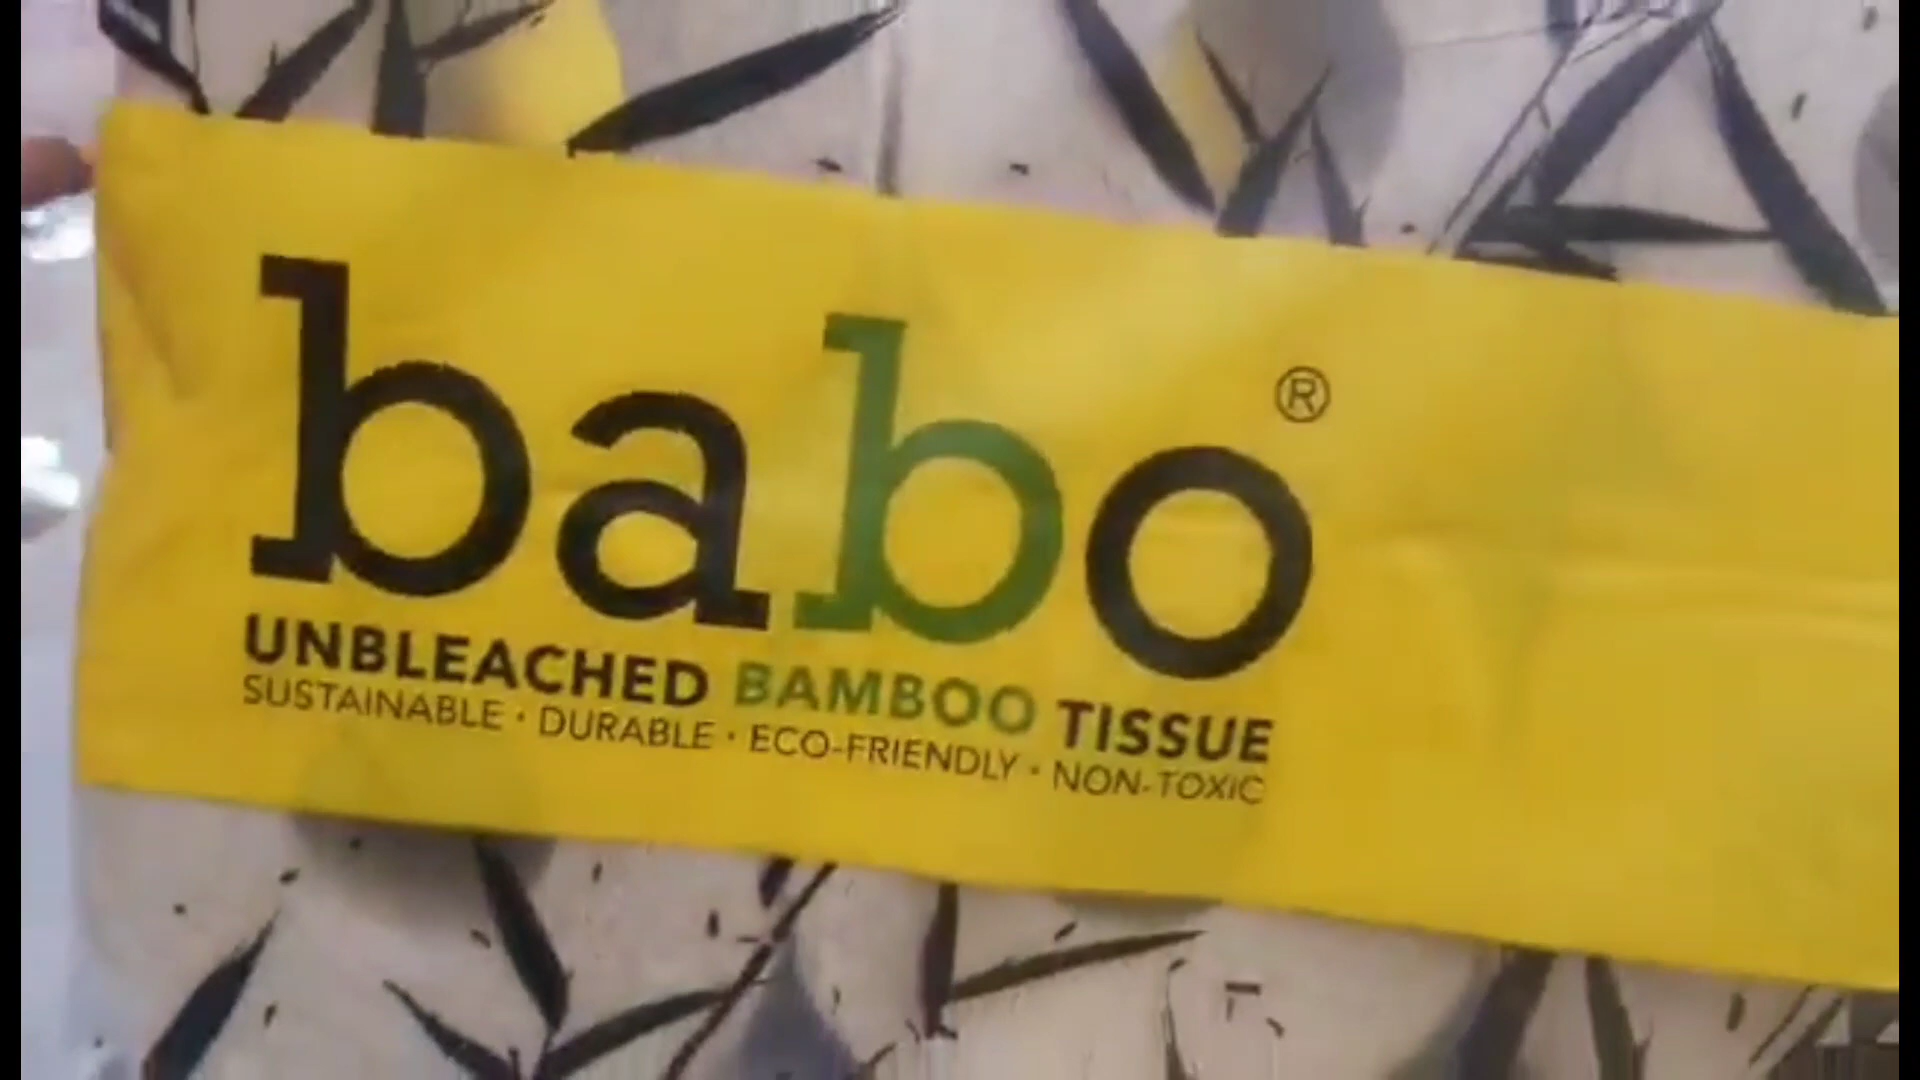 babo®
UNBLEACHED BAMBOO TISSUE
SUSTAINABLE · DURABLE · ECO-FRIENDLY · NON-TOXIC